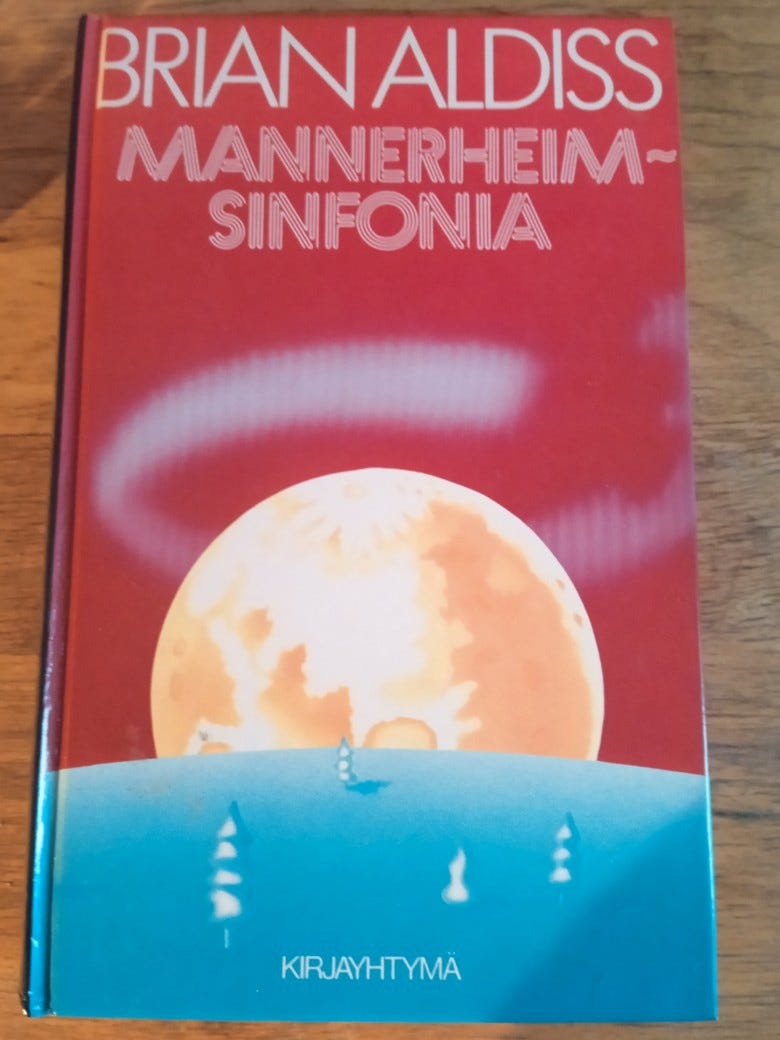 BRIAN ALDISS
MANNERHEIM-
SINFONIA
KIRJAYHTYMÄ